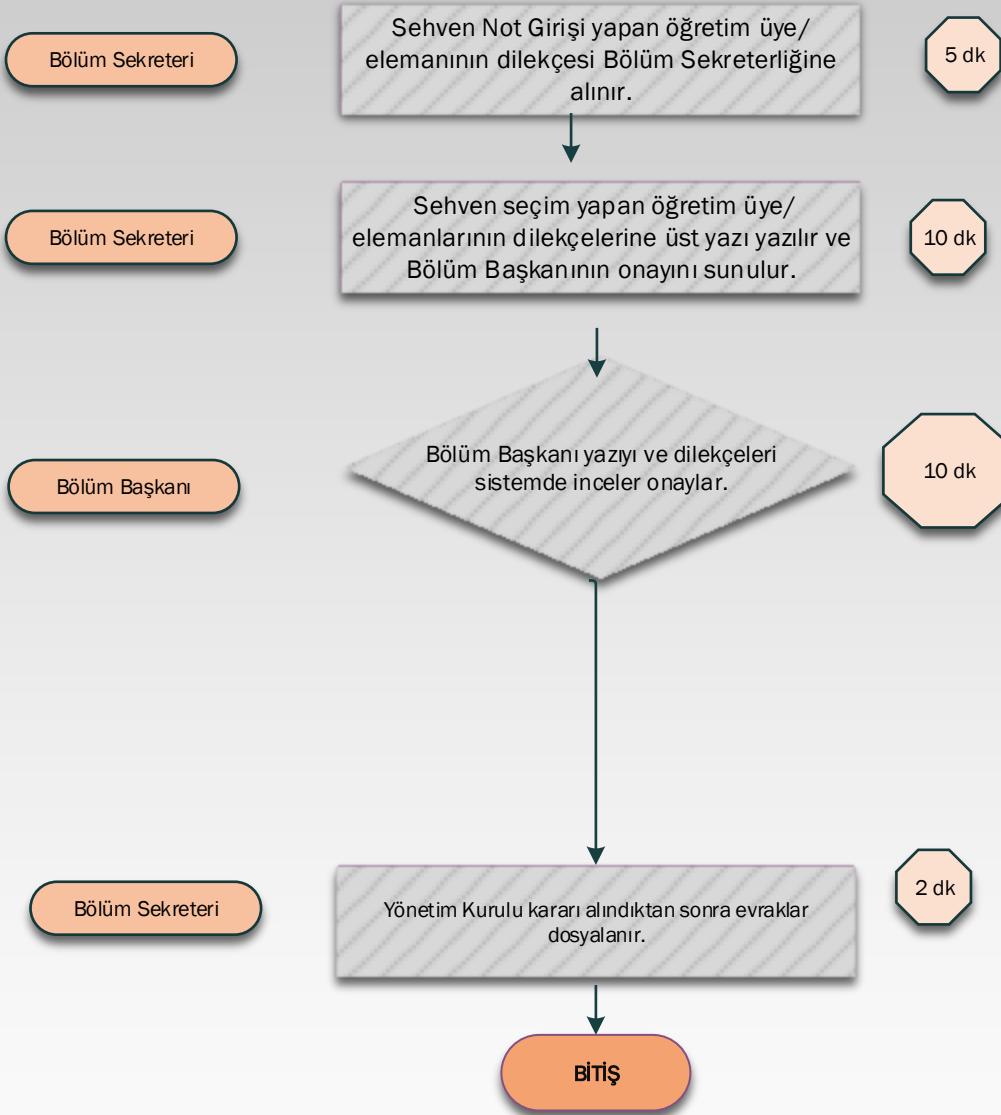 Bölüm Sekreteri
Sehven Not Girişi yapan öğretim üye/
elemanının dilekçesi Bölüm Sekreterliğine
alınır.
5 dk
Bölüm Sekreteri
Sehven seçim yapan öğretim üye/
elemanlarının dilekçelerine üst yazı yazılır ve
Bölüm Başkanının onayını sunulur.
10 dk
Bölüm Başkanı
Bölüm Başkanı yazıyı ve dilekçeleri
sistemde inceler onaylar.
10 dk
Bölüm Sekreteri
Yönetim Kurulu kararı alındıktan sonra evraklar
dosyalanır.
2 dk
BİTİŞ